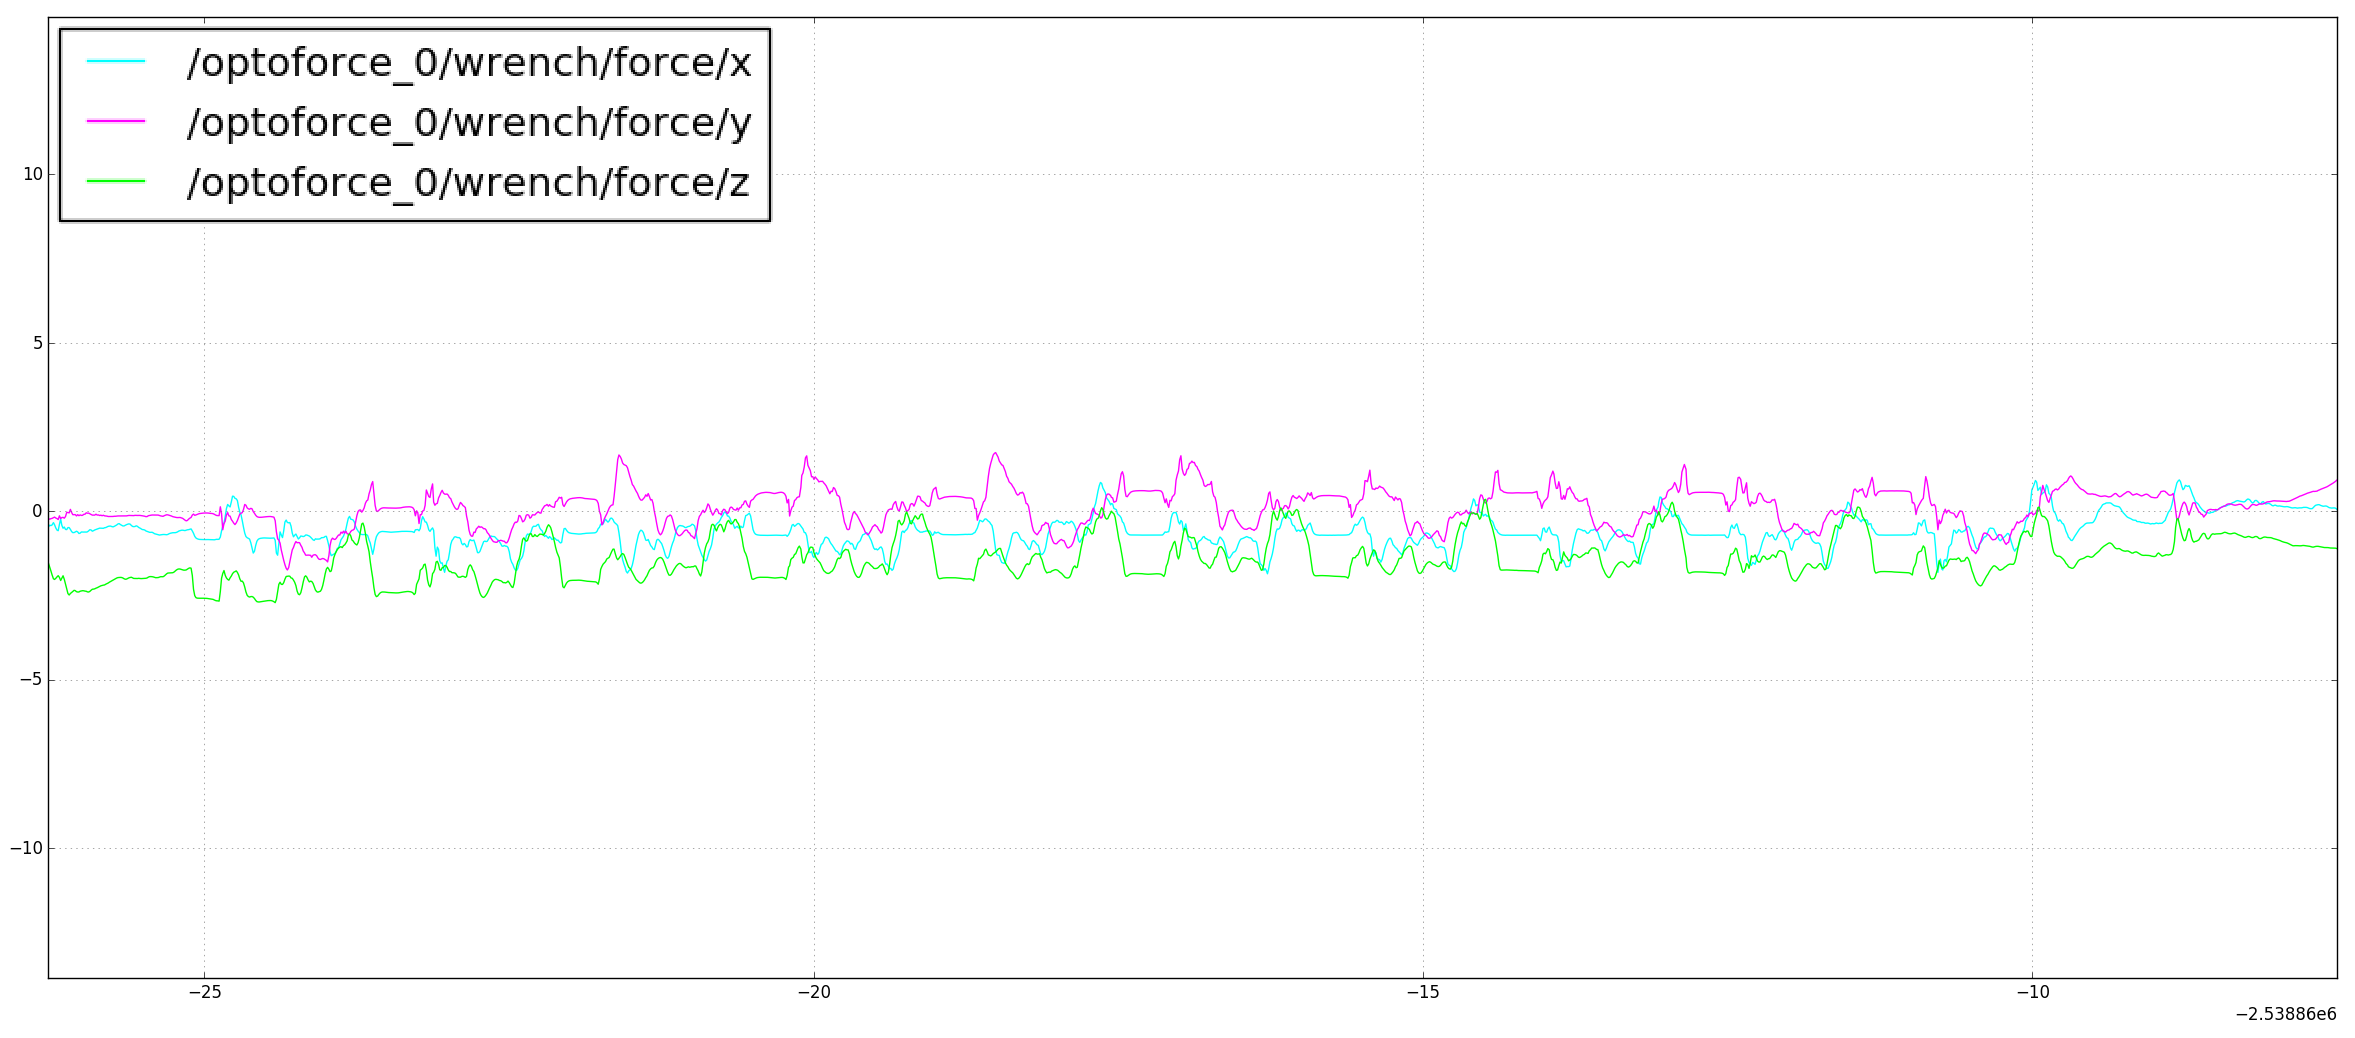 /optoforce_0/wrench/force/x
/optoforce_0/wrench/force/y
/optoforce_0/wrench/force/z
10
5
0
−5
−10
−25 −20 −15 −10
−2.53886e6